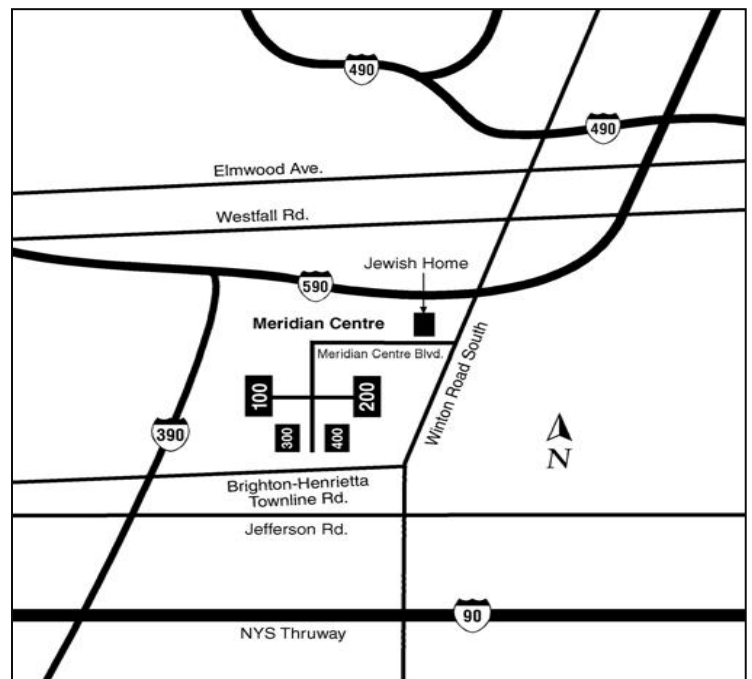 490
490
Elmwood Ave.
Westfall Rd.
Jewish Home
590
Meridian Centre
Meridian Centre Blvd.
Winton Road South
100
200
300
400
390
N
Brighton-Henrietta
Townline Rd.
Jefferson Rd.
90
NYS Thruway